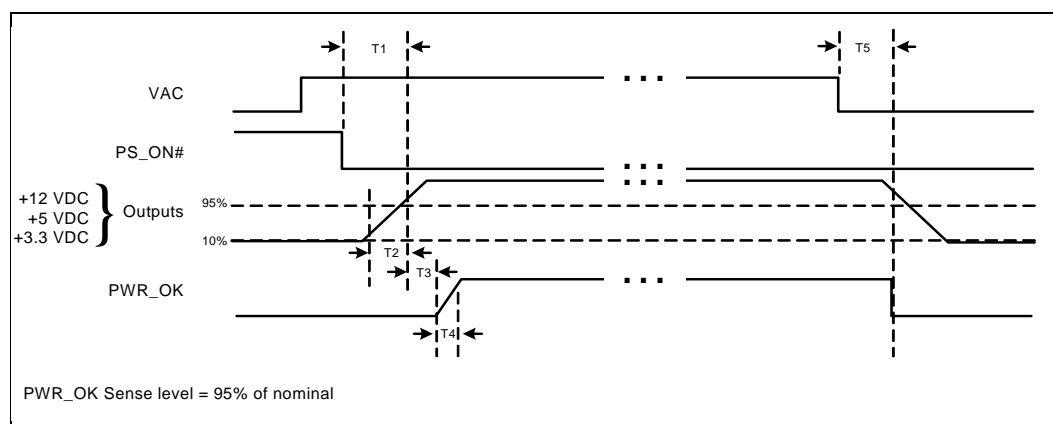 T1
T5
VAC
PS_ON#
+12 VDC
+5 VDC
+3.3 VDC
Outputs
95%
10%
T2
T3
PWR_OK
T4
PWR_OK Sense level = 95% of nominal